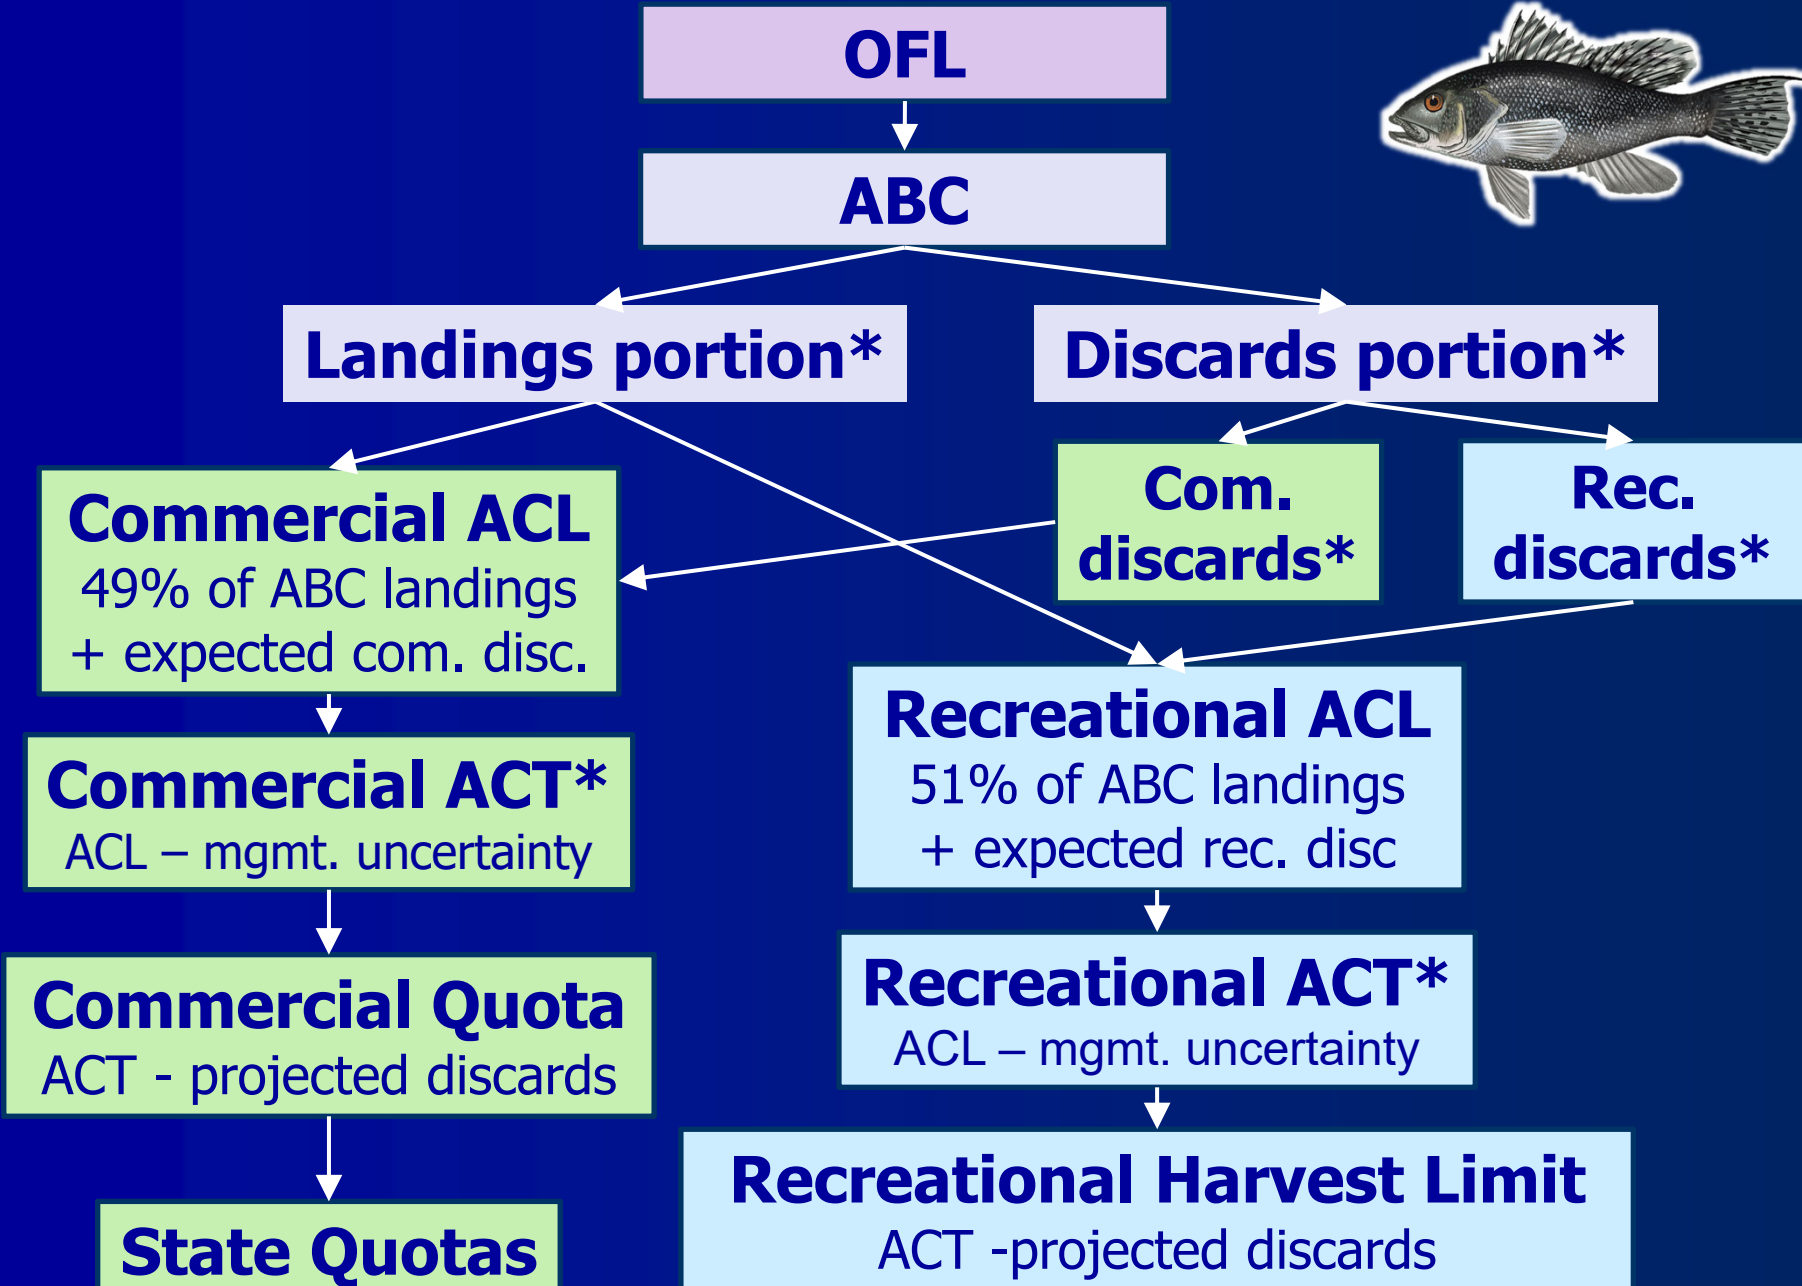 OFL
ABC
Landings portion*
Discards portion*
Commercial ACL
49% of ABC landings
+ expected com. disc.
Com.
discards*
Rec.
discards*
Commercial ACT*
ACL – mgmt. uncertainty
Recreational ACL
51% of ABC landings
+ expected rec. disc
Commercial Quota
ACT - projected discards
Recreational ACT*
ACL – mgmt. uncertainty
State Quotas
Recreational Harvest Limit
ACT -projected discards